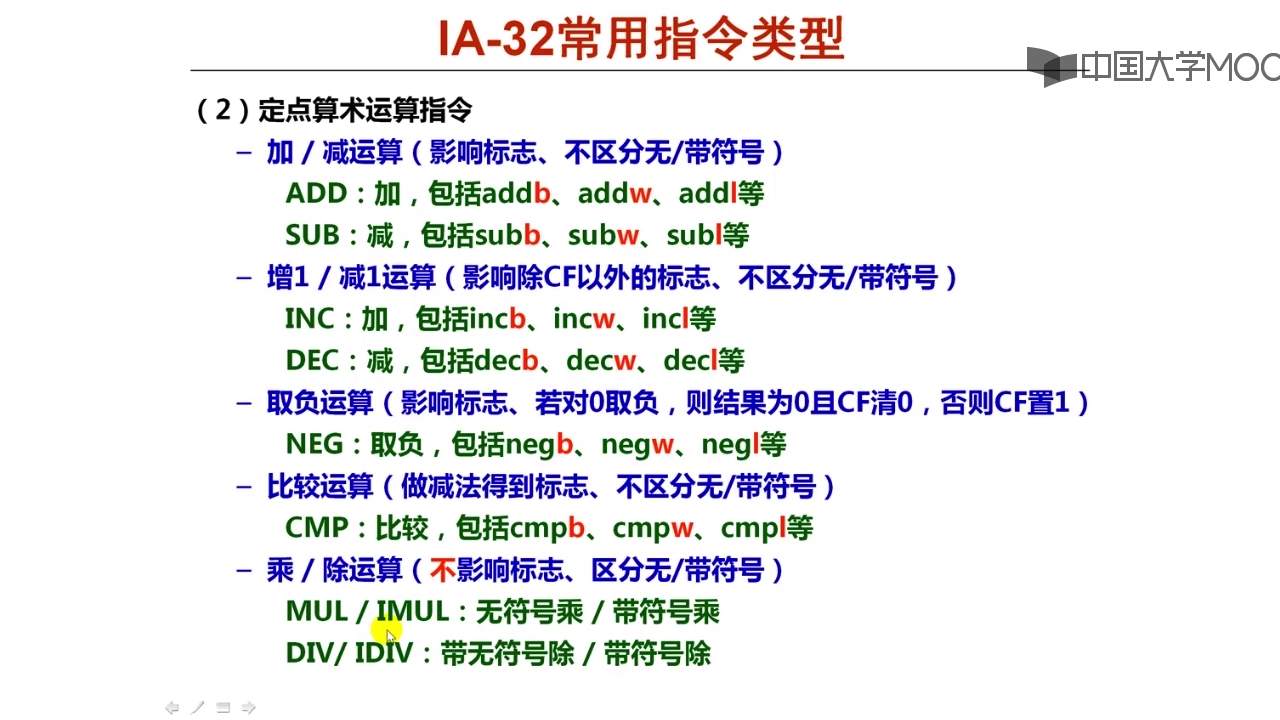 IA-32常用指令类型
中国大学MOO
（2）定点算术运算指令
– 加 / 减运算（影响标志、不区分无/带符号）
ADD：加，包括addb、addw、addl等
SUB：减，包括subb、subw、subl等
– 增1 / 减1运算（影响除CF以外的标志、不区分无/带符号）
INC：加，包括incb、incw、incl等
DEC：减，包括decb、decw、decl等
– 取负运算（影响标志、若对0取负，则结果为0且CF清0，否则CF置1）
NEG：取负，包括negb、negw、negl等
– 比较运算（做减法得到标志、不区分无/带符号）
CMP：比较，包括cmpb、cmpw、cmpl等
– 乘 / 除运算（不影响标志、区分无/带符号）
MUL / IMUL：无符号乘 / 带符号乘
DIV/ IDIV：带无符号除 / 带符号除